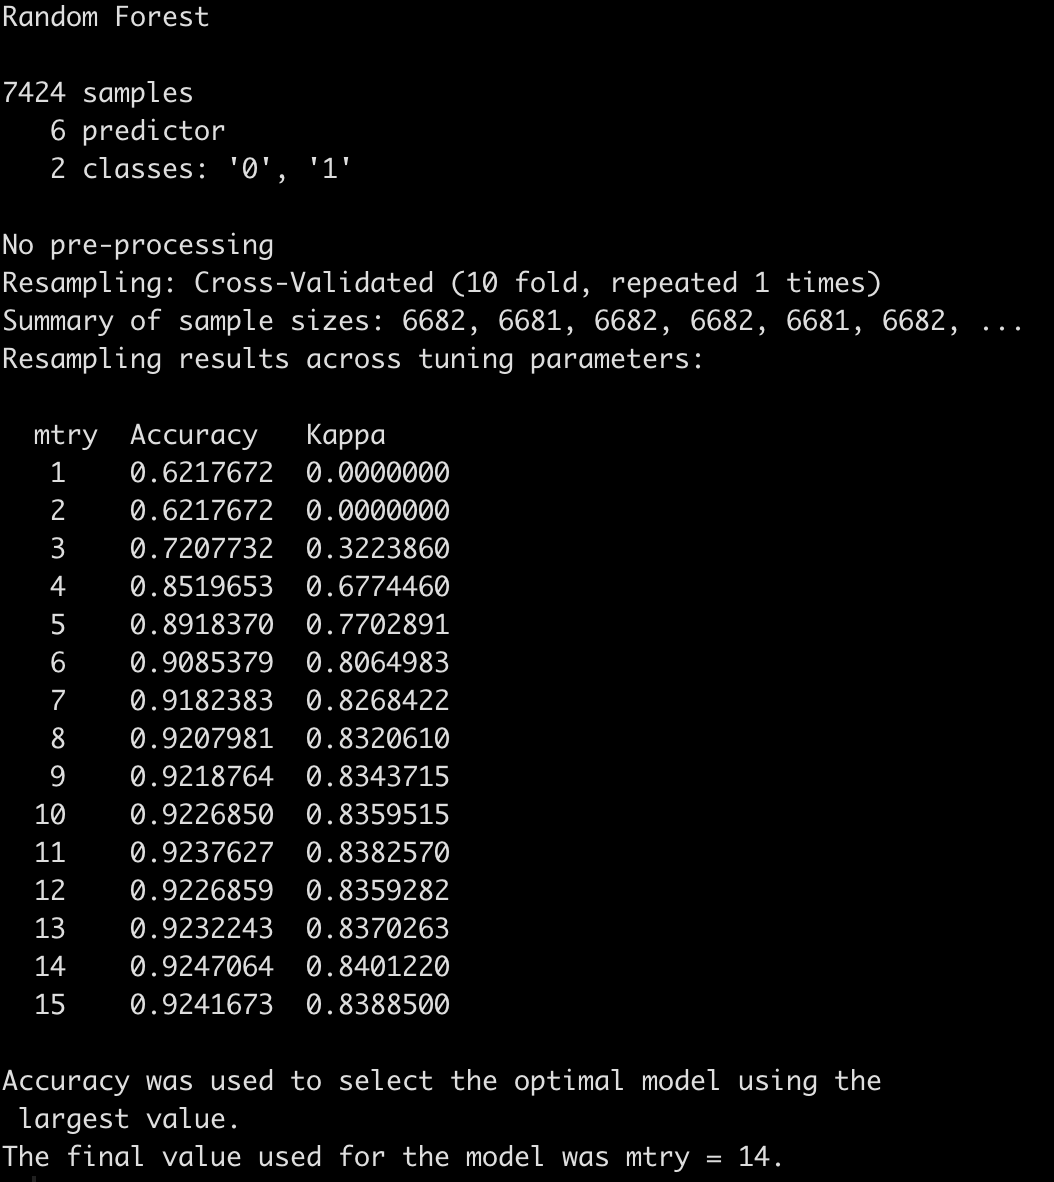 Random Forest
7424 samples
6 predictor
2 classes: '0', '1'
No pre-processing
Resampling: Cross-Validated (10 fold, repeated 1 times)
Summary of sample sizes: 6682, 6681, 6682, 6682, 6681, 6682, ...
Resampling results across tuning parameters:
mtry  Accuracy   Kappa
1    0.6217672  0.0000000
2    0.6217672  0.0000000
3    0.7207732  0.3223860
4    0.8519653  0.6774460
5    0.8918370  0.7702891
6    0.9085379  0.8064983
7    0.9182383  0.8268422
8    0.9207981  0.8320610
9    0.9218764  0.8343715
10    0.9226850  0.8359515
11    0.9237627  0.8382570
12    0.9226859  0.8359282
13    0.9232243  0.8370263
14    0.9247064  0.8401220
15    0.9241673  0.8388500
Accuracy was used to select the optimal model using the
largest value.
The final value used for the model was mtry = 14.